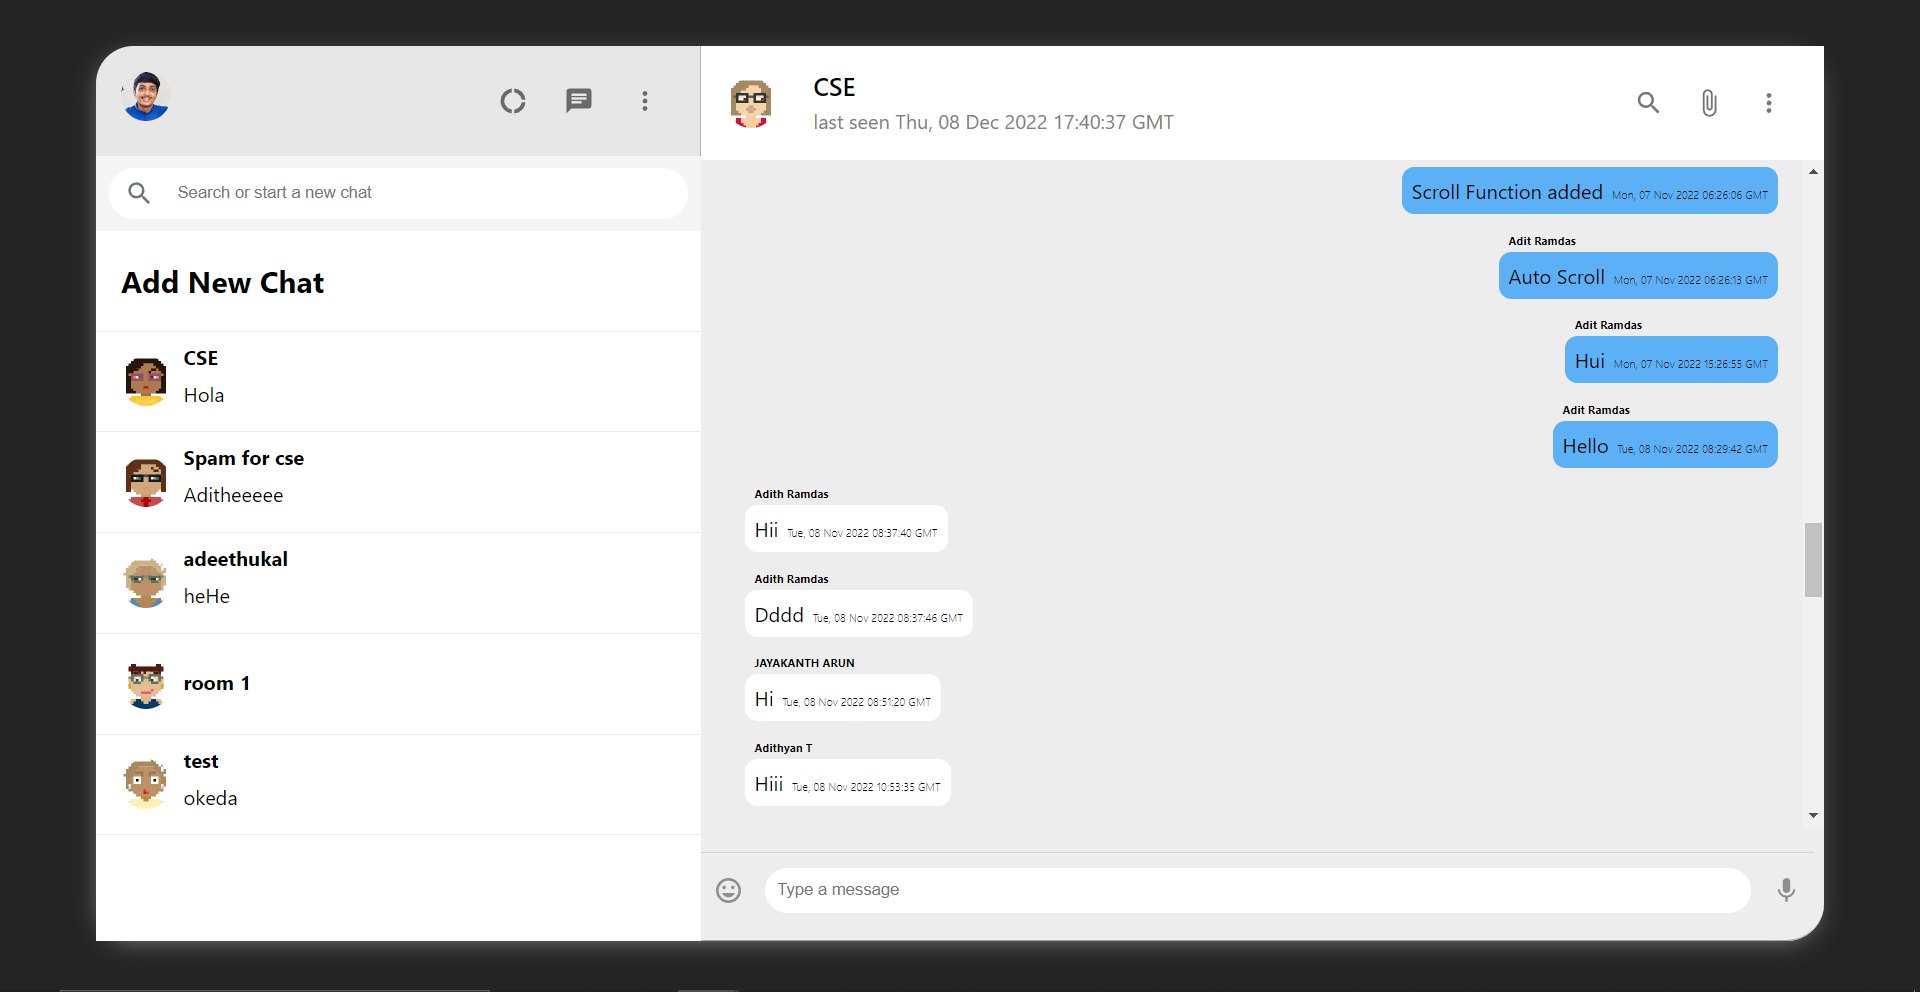 CSE
last seen Thu, 08 Dec 2022 17:40:37 GMT
Search or start a new chat
Add New Chat
CSE
Hola
Spam for cse
Aditheeeee
adeethukal
heHe
room 1
test
okeda
Scroll Function added Mon, 07 Nov 2022 06:26:06 GMT
Adit Ramdas
Auto Scroll Mon, 07 Nov 2022 06:26:13 GMT
Adit Ramdas
Hui Mon, 07 Nov 2022 15:26:55 GMT
Adit Ramdas
Hello Tue, 08 Nov 2022 08:29:42 GMT
Adith Ramdas
Hii Tue, 08 Nov 2022 08:37:40 GMT
Adith Ramdas
Dddd Tue, 08 Nov 2022 08:37:46 GMT
JAYAKANTH ARUN
Hi Tue, 08 Nov 2022 08:51:20 GMT
Adithyan T
Hiii Tue, 08 Nov 2022 10:53:35 GMT
Type a message